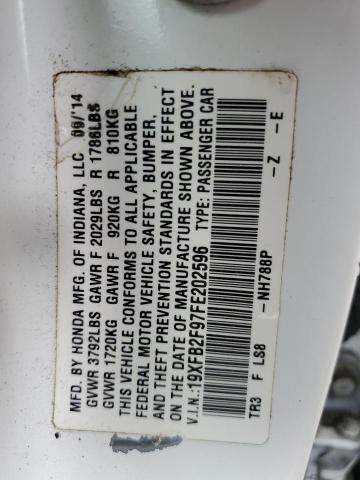 MFD. BY HONDA MFG. OF INDIANA, LLC 09/'14
GVWR 3792LBS GAWR F 2029LBS R 1786LBS
GVWR 1720KG GAWR F 920KG R 810KG
THIS VEHICLE CONFORMS TO ALL APPLICABLE
FEDERAL MOTOR VEHICLE SAFETY, BUMPER,
AND THEFT PREVENTION STANDARDS IN EFFECT
ON THE DATE OF MANUFACTURE SHOWN ABOVE.
V.I.N.:19XFB2F97FE202596 TYPE: PASSENGER CAR
-NH788P -Z -E
TR3 F LS8